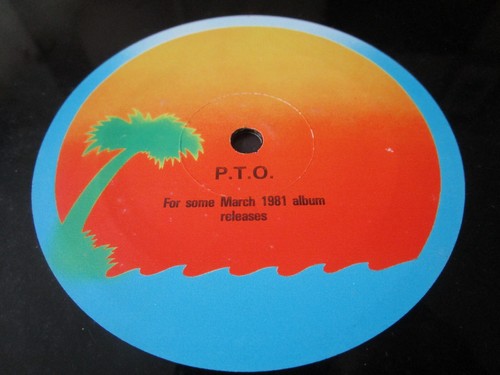 P.T.O.
For some March 1981 album
releases